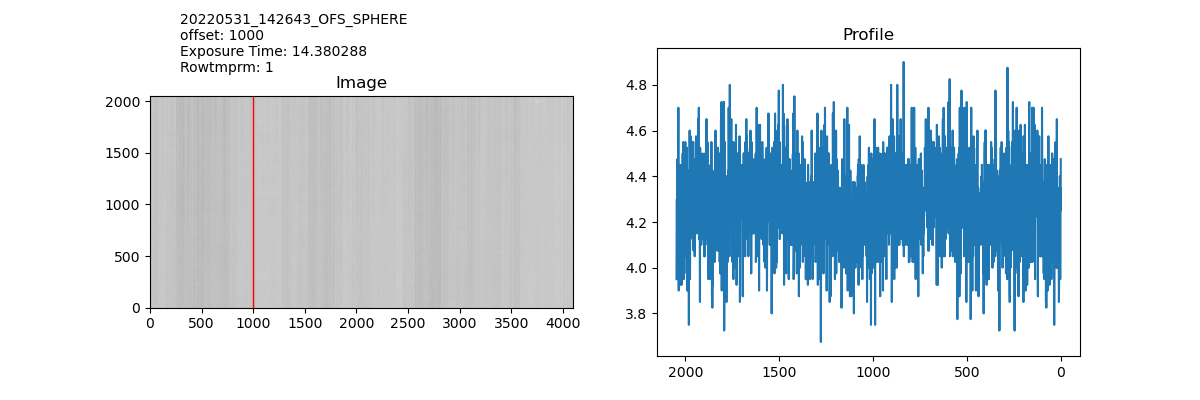 20220531_142643_OFS_SPHERE
offset: 1000
Exposure Time: 14.380288
Rowtmprm: 1
Image
2000
1500
1000
500
0
0 500 1000 1500 2000 2500 3000 3500 4000
Profile
4.8
4.6
4.4
4.2
4.0
3.8
2000 1500 1000 500 0